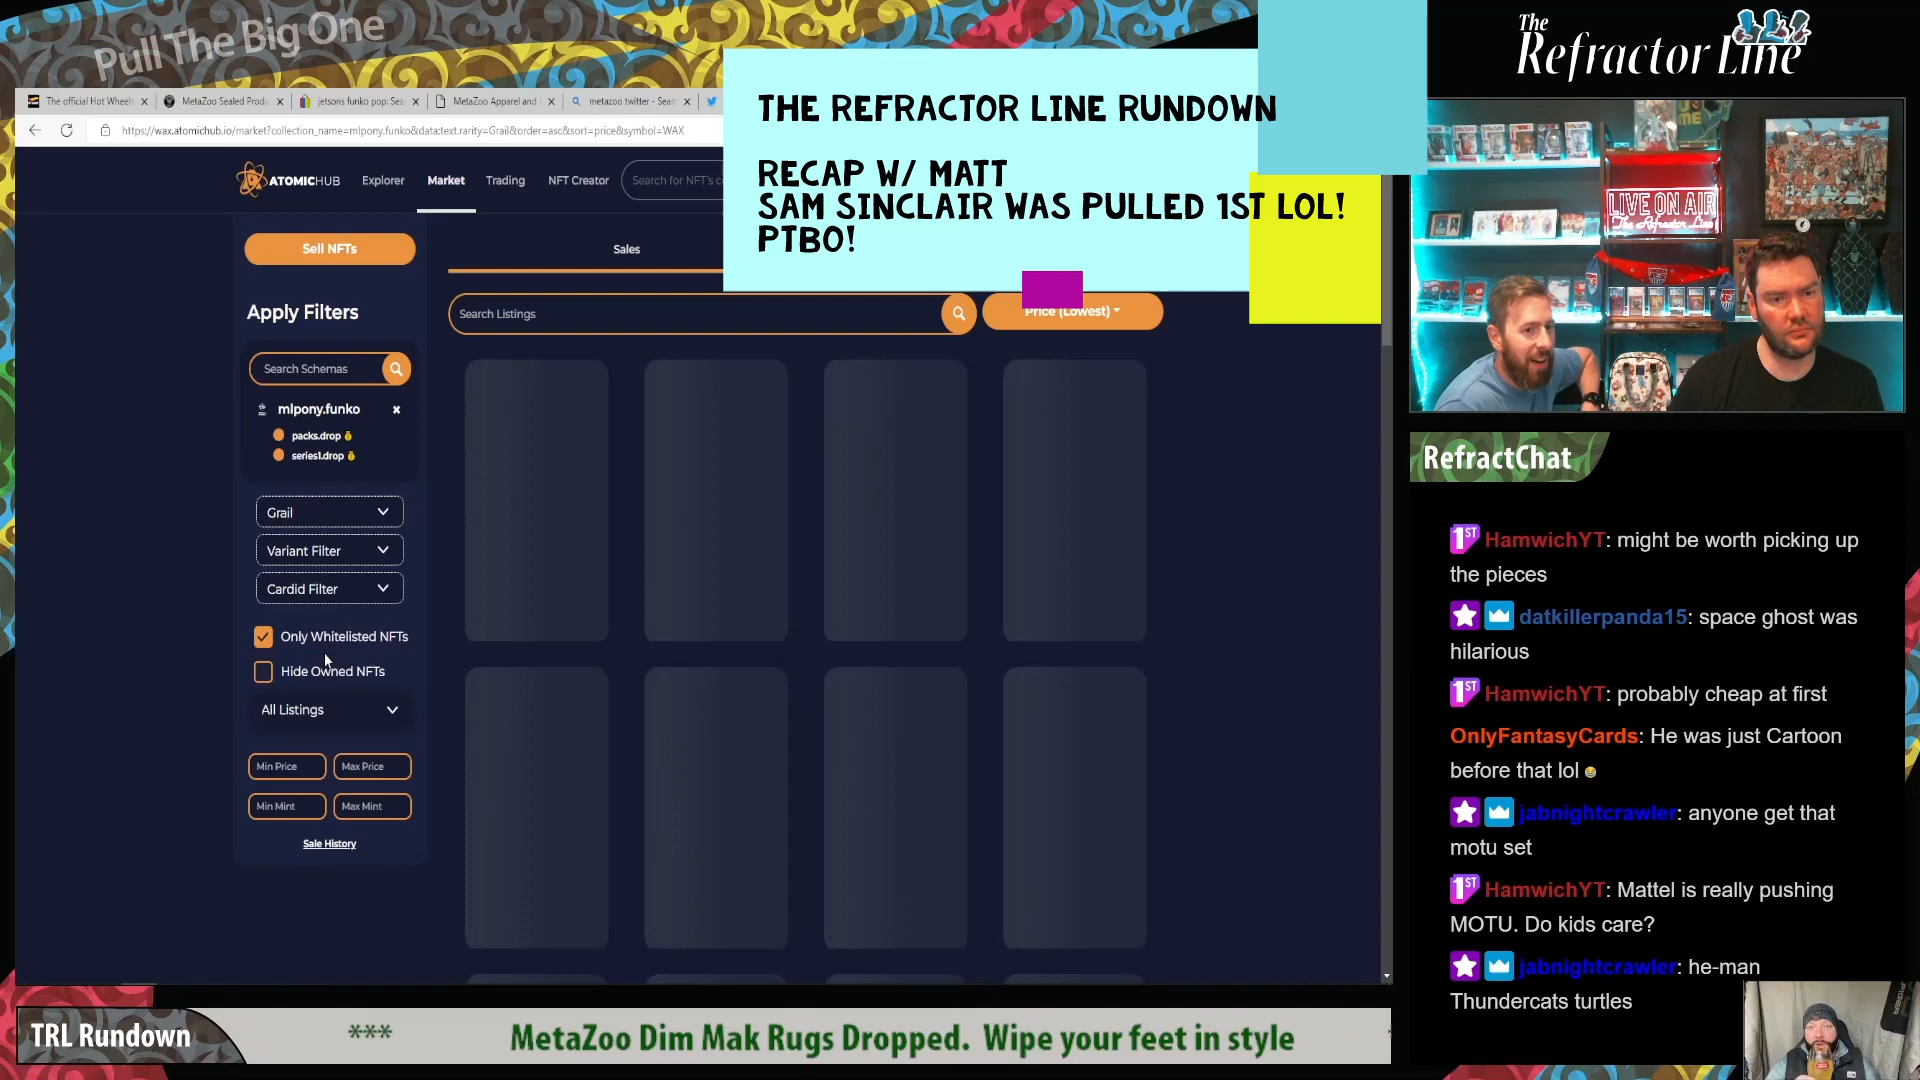 Pull The Big One
The official Hot Wheels
MetaZoo Sealed Produ
jetsons funko pop: Sea
MetaZoo Apparel and
metazoo twitter - Sear
https://wax.atomichub.io/market?collection_name=mlpony.funko&data:text.rarity=Grail&order=asc&sort=price&symbol=WAX
ATOMICHUB
Explorer
Market
Trading
NFT Creator
Search for NFT's co
THE REFRACTOR LINE RUNDOWN
RECAP W/ MATT
SAM SINCLAIR WAS PULLED 1ST LOL!
PTBO!
Sell NFTs
Sales
Apply Filters
Search Listings
Price (Lowest)
Search Schemas
mlpony.funko
packs.drop
series1.drop
Grail
Variant Filter
Cardid Filter
Only Whitelisted NFTs
Hide Owned NFTs
All Listings
Min Price
Max Price
Min Mint
Max Mint
Sale History
The
Refractor Line
LIVE ON AIR
The Refractor Line
RefractChat
1ST HamwichYT: might be worth picking up
the pieces
datkillerpanda15: space ghost was
hilarious
1ST HamwichYT: probably cheap at first
OnlyFantasyCards: He was just Cartoon
before that lol
jabnightcrawler: anyone get that
motu set
1ST HamwichYT: Mattel is really pushing
MOTU. Do kids care?
jabnightcrawler: he-man
Thundercats turtles
TRL Rundown
*** MetaZoo Dim Mak Rugs Dropped. Wipe your feet in style